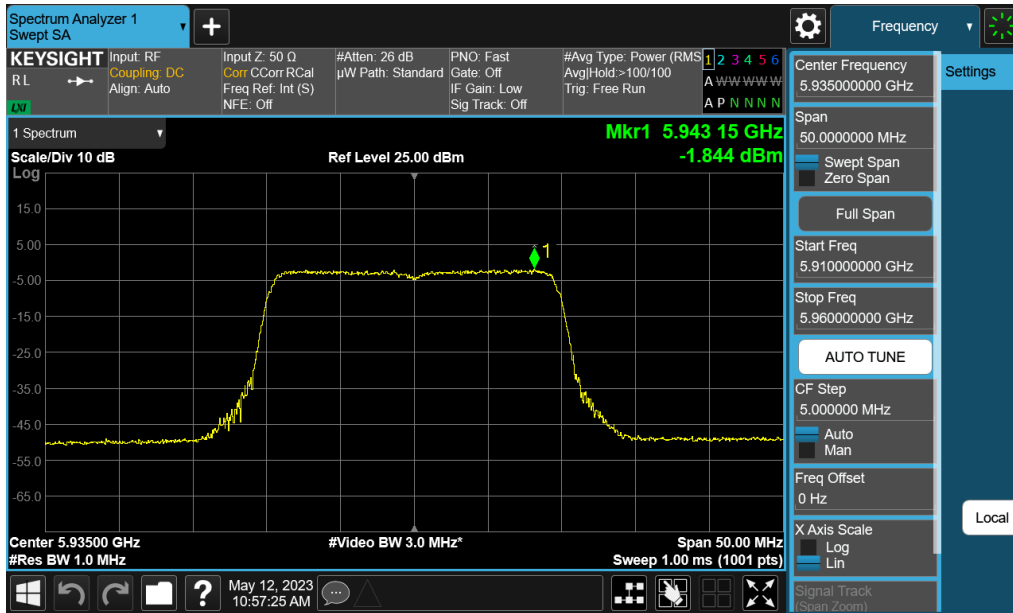 Spectrum Analyzer 1
Swept SA
+
Frequency
KEYSIGHT
RL
LXI
Input: RF
Coupling: DC
Align: Auto
Input Z: 50 Ω
Corr CCorr RCal
Freq Ref: Int (S)
NFE: Off
#Atten: 26 dB
µW Path: Standard
PNO: Fast
Gate: Off
IF Gain: Low
Sig Track: Off
#Avg Type: Power (RMS
Avg|Hold:>100/100
Trig: Free Run
1 2 3 4 5 6
A W W W W W
A P N N N N
1 Spectrum
Scale/Div 10 dB
Ref Level 25.00 dBm
Mkr1 5.943 15 GHz
-1.844 dBm
Log
15.0
5.00
-5.00
-15.0
-25.0
-35.0
-45.0
-55.0
-65.0
1
Center 5.93500 GHz
#Video BW 3.0 MHz*
Span 50.00 MHz
#Res BW 1.0 MHz
Sweep 1.00 ms (1001 pts)
?
May 12, 2023
10:57:25 AM
Center Frequency
5.935000000 GHz
Span
50.0000000 MHz
Swept Span
Zero Span
Full Span
Start Freq
5.910000000 GHz
Stop Freq
5.960000000 GHz
AUTO TUNE
CF Step
5.000000 MHz
Auto
Man
Freq Offset
0 Hz
X Axis Scale
Log
Lin
Signal Track
(Span Zoom)
Settings
Local